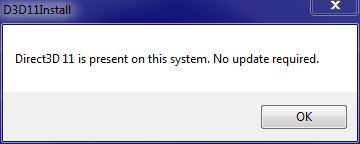 D3D11Install
Direct3D 11 is present on this system. No update required.
OK